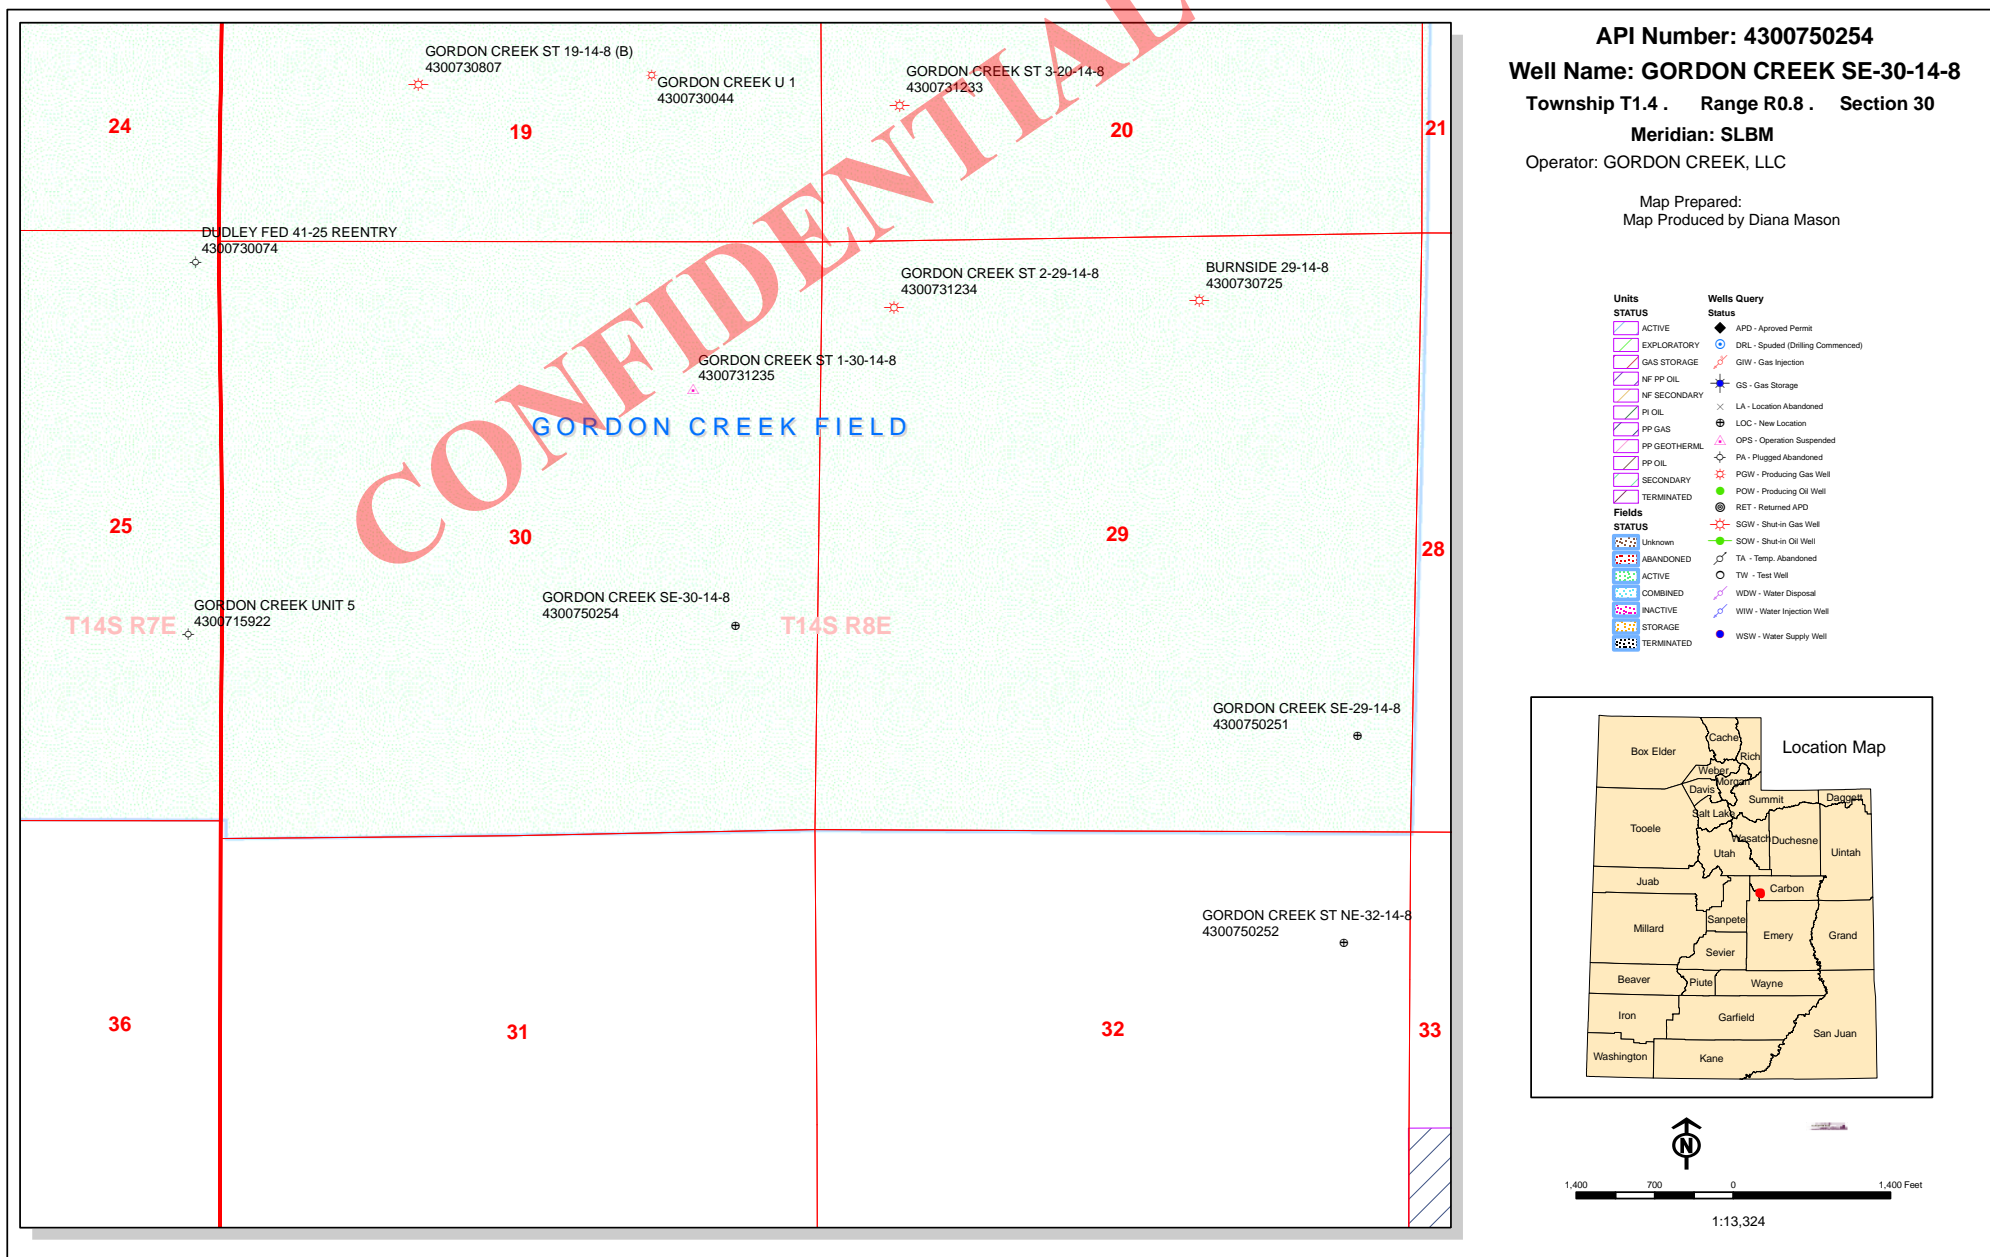 CONFIDENTIAL
GORDON CREEK ST 19-14-8 (B)
4300730807
GORDON CREEK U 1
4300730044
GORDON CREEK ST 3-20-14-8
4300731233
24
19
20
21
DUDLEY FED 41-25 REENTRY
4300730074
GORDON CREEK ST 2-29-14-8
4300731234
BURNSIDE 29-14-8
4300730725
GORDON CREEK ST 1-30-14-8
4300731235
GORDON CREEK FIELD
25
30
29
28
GORDON CREEK UNIT 5
4300715922
GORDON CREEK SE-30-14-8
4300750254
T14S R7E
T14S R8E
GORDON CREEK SE-29-14-8
4300750251
GORDON CREEK ST NE-32-14-8
4300750252
36
31
32
33
API Number: 4300750254
Well Name: GORDON CREEK SE-30-14-8
Township T1.4 . Range R0.8 . Section 30
Meridian: SLBM
Operator: GORDON CREEK, LLC
Map Prepared:
Map Produced by Diana Mason
Units
STATUS
ACTIVE
EXPLORATORY
GAS STORAGE
NF PP OIL
NF SECONDARY
PI OIL
PP GAS
PP GEOTHERML
PP OIL
SECONDARY
TERMINATED
Fields
STATUS
Unknown
ABANDONED
ACTIVE
COMBINED
INACTIVE
STORAGE
TERMINATED
Wells Query
Status
APD - Aproved Permit
DRL - Spuded (Drilling Commenced)
GIW - Gas Injection
GS - Gas Storage
LA - Location Abandoned
LOC - New Location
OPS - Operation Suspended
PA - Plugged Abandoned
PGW - Producing Gas Well
POW - Producing Oil Well
RET - Returned APD
SGW - Shut-in Gas Well
SOW - Shut-in Oil Well
TA - Temp. Abandoned
TW - Test Well
WDW - Water Disposal
WIW - Water Injection Well
WSW - Water Supply Well
Location Map
Box Elder
Cache
Rich
Weber
Morgan
Davis
Summit
Daggett
Salt Lake
Tooele
Wasatch
Duchesne
Utah
Uintah
Juab
Carbon
Sanpete
Millard
Emery
Grand
Sevier
Beaver
Piute
Wayne
Iron
Garfield
San Juan
Washington
Kane
N
1,400 700 0 1,400 Feet
1:13,324